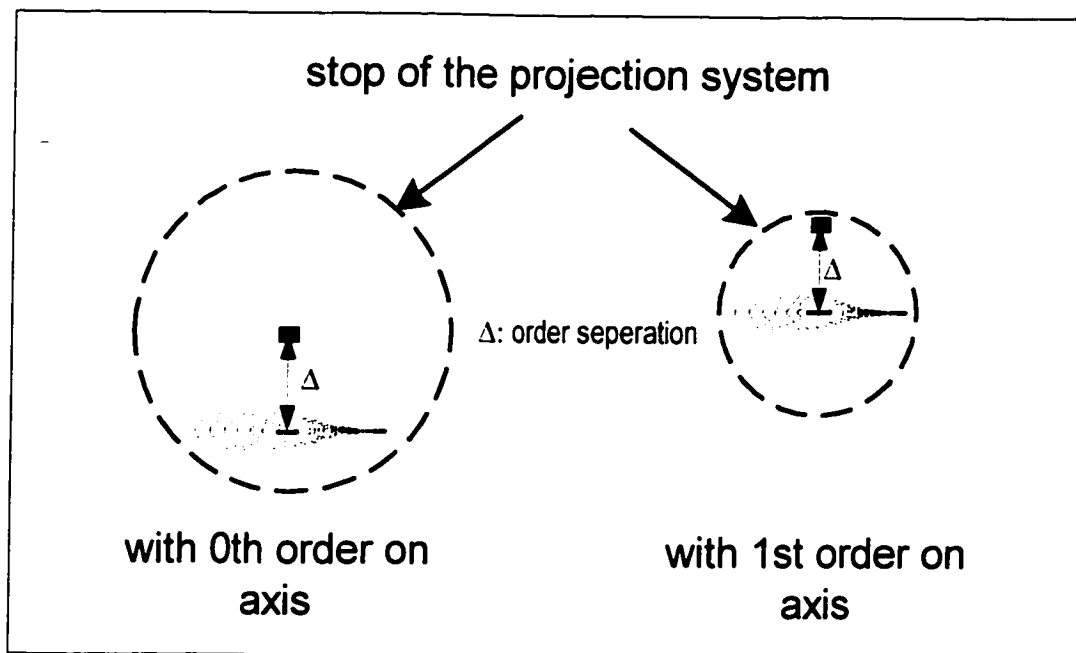 stop of the projection system
Δ
Δ
Δ: order seperation
with 0th order on
axis
with 1st order on
axis